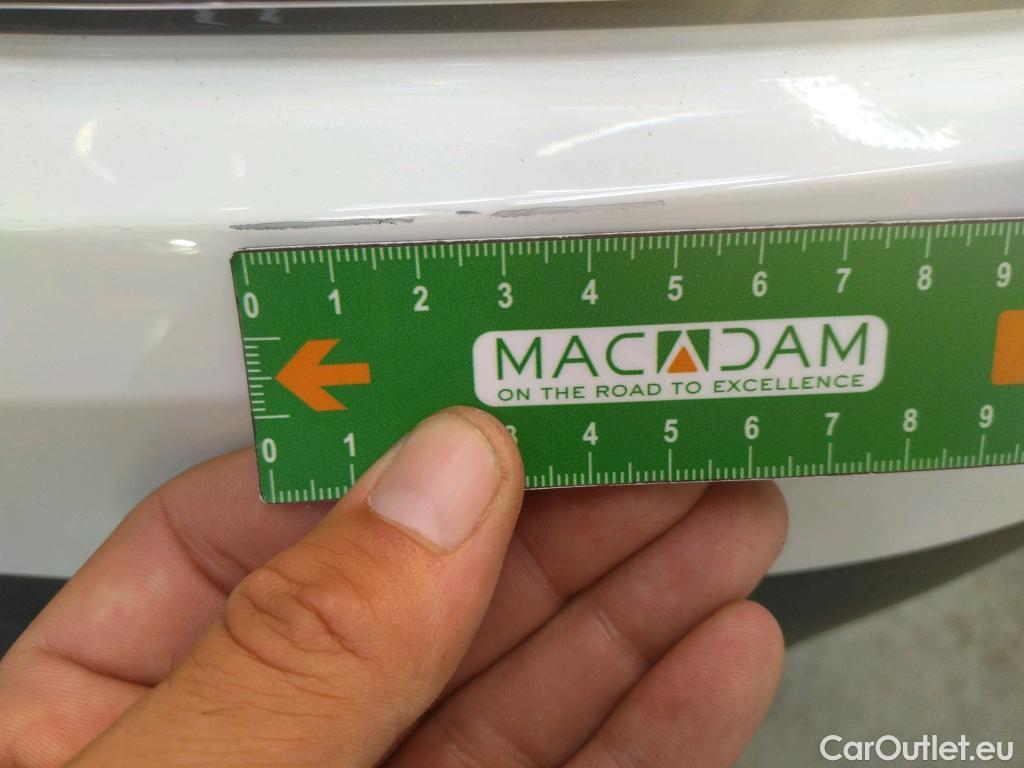 0 1 2 3 4 5 6 7 8 9
MACADAM
ON THE ROAD TO EXCELLENCE
0 1 3 4 5 6 7 8 9
CarOutlet.eu